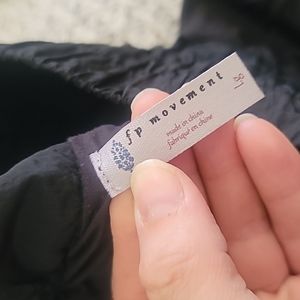 fp movement
made in china
fabriqué en chine